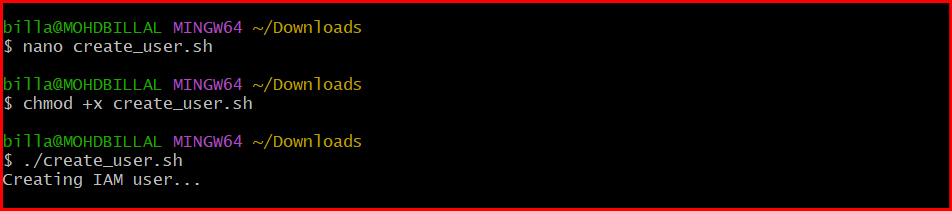 billa@MOHDBILLAL MINGW64 ~/Downloads
$ nano create_user.sh
billa@MOHDBILLAL MINGW64 ~/Downloads
$ chmod +x create_user.sh
billa@MOHDBILLAL MINGW64 ~/Downloads
$ ./create_user.sh
Creating IAM user...